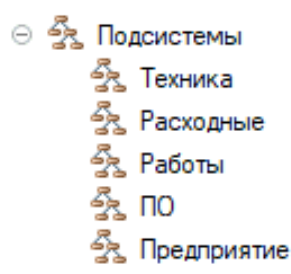 Подсистемы
Техника
Расходные
Работы
ПО
Предприятие